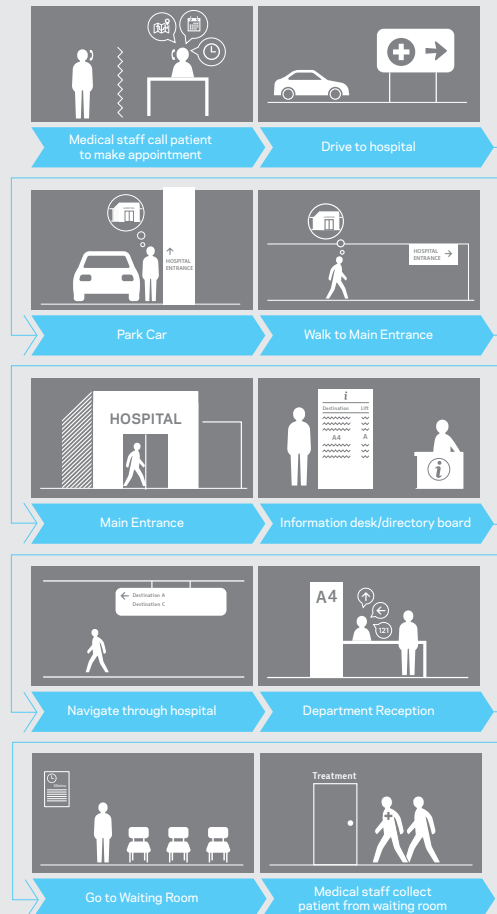 Medical staff call patient
to make appointment
Drive to hospital
HOSPITAL
ENTRANCE
Park Car
HOSPITAL
ENTRANCE
Walk to Main Entrance
HOSPITAL
Main Entrance
i
Destination Lift
A4 A
i
Information desk/directory board
Destination A
Destination C
Navigate through hospital
A4
121
Department Reception
Go to Waiting Room
Treatment
Medical staff collect
patient from waiting room